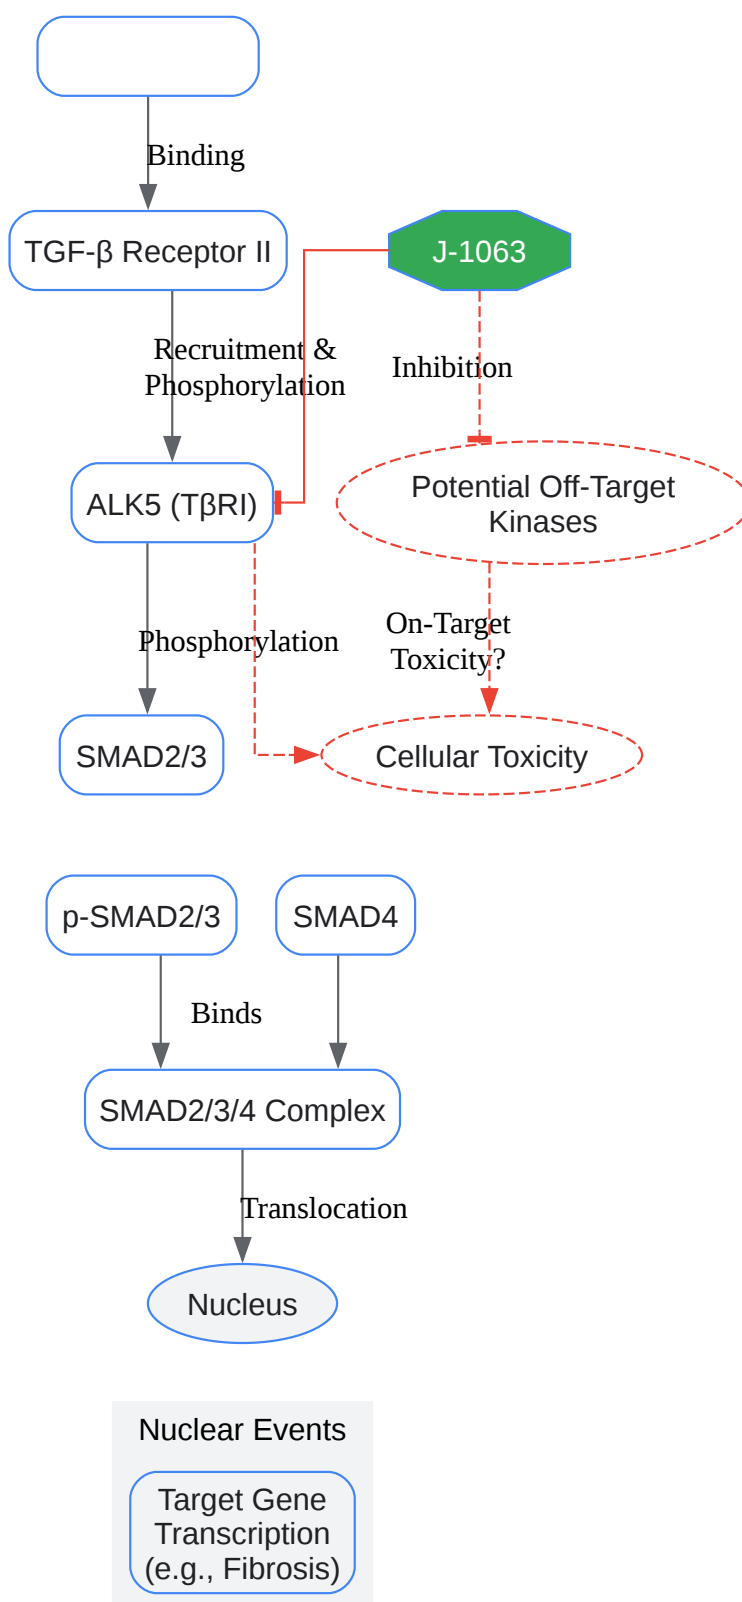 Binding
TGF-β Receptor II
J-1063
Recruitment &
Phosphorylation
Inhibition
ALK5 (TβRI)
Potential Off-Target
Kinases
Phosphorylation
On-Target
Toxicity?
SMAD2/3
Cellular Toxicity
p-SMAD2/3
SMAD4
Binds
SMAD2/3/4 Complex
Translocation
Nucleus
Nuclear Events
Target Gene
Transcription
(e.g., Fibrosis)